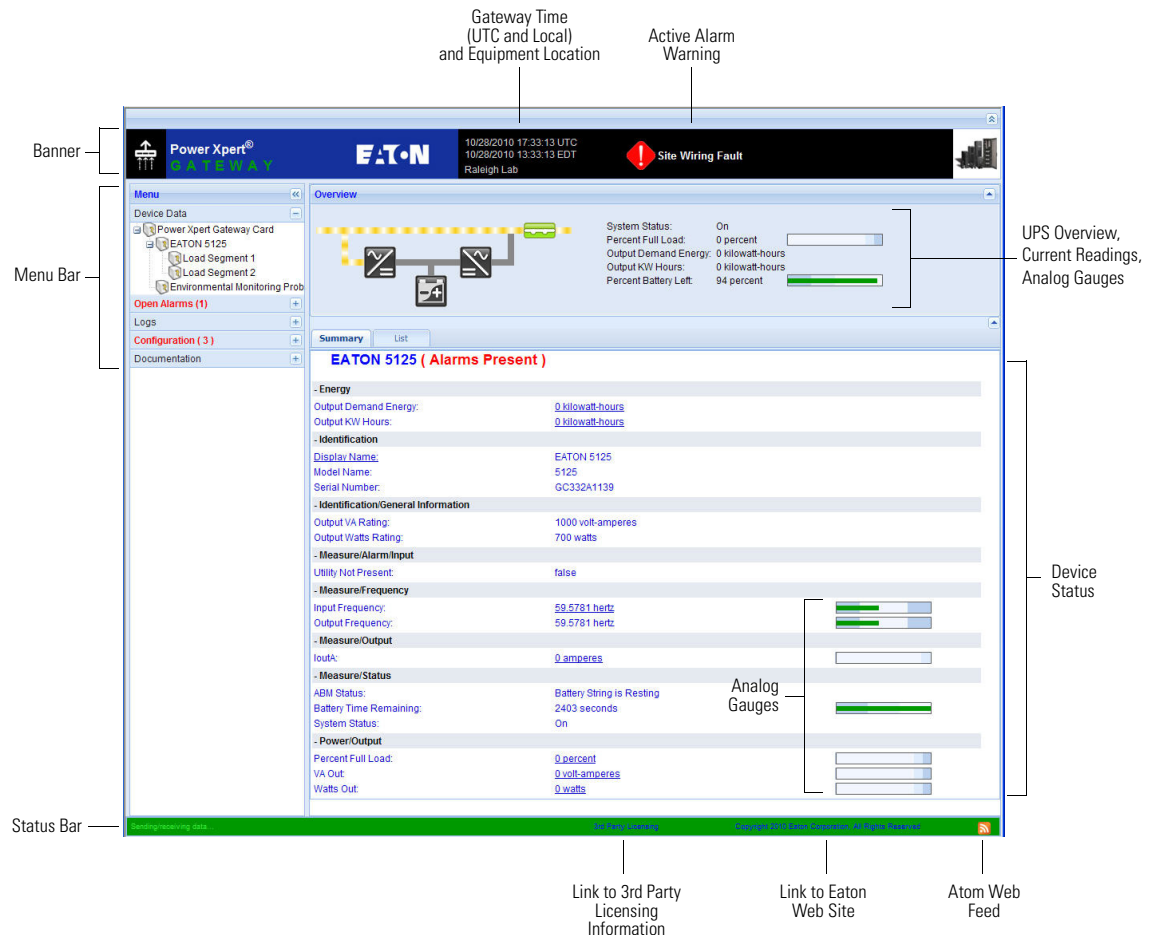 Gateway Time
(UTC and Local)
and Equipment Location
Active Alarm
Warning
Banner
Power Xpert®
GATEWAY
EATON
10/28/2010 17:33:13 UTC
10/28/2010 13:33:13 EDT
Raleigh Lab
Site Wiring Fault
Menu Bar
Menu
Device Data
Power Xpert Gateway Card
EATON 5125
Load Segment 1
Load Segment 2
Environmental Monitoring Prob
Open Alarms (1)
Logs
Configuration ( 3 )
Documentation
Overview
System Status: On
Percent Full Load: 0 percent
Output Demand Energy: 0 kilowatt-hours
Output KW Hours: 0 kilowatt-hours
Percent Battery Left: 94 percent
UPS Overview,
Current Readings,
Analog Gauges
Summary List
EATON 5125 ( Alarms Present )
- Energy
Output Demand Energy: 0 kilowatt-hours
Output KW Hours: 0 kilowatt-hours
- Identification
Display Name: EATON 5125
Model Name: 5125
Serial Number: GC332A1139
- Identification/General Information
Output VA Rating: 1000 volt-amperes
Output Watts Rating: 700 watts
- Measure/Alarm/Input
Utility Not Present: false
- Measure/Frequency
Input Frequency: 59.5781 hertz
Output Frequency: 59.5781 hertz
- Measure/Output
IoutA: 0 amperes
- Measure/Status
ABM Status: Battery String is Resting
Battery Time Remaining: 2403 seconds
System Status: On
- Power/Output
Percent Full Load: 0 percent
VA Out: 0 volt-amperes
Watts Out: 0 watts
Analog
Gauges
Device
Status
Status Bar
Sending/receiving data...
3rd Party Licensing
Copyright 2010 Eaton Corporation, All Rights Reserved
Link to 3rd Party
Licensing
Information
Link to Eaton
Web Site
Atom Web
Feed